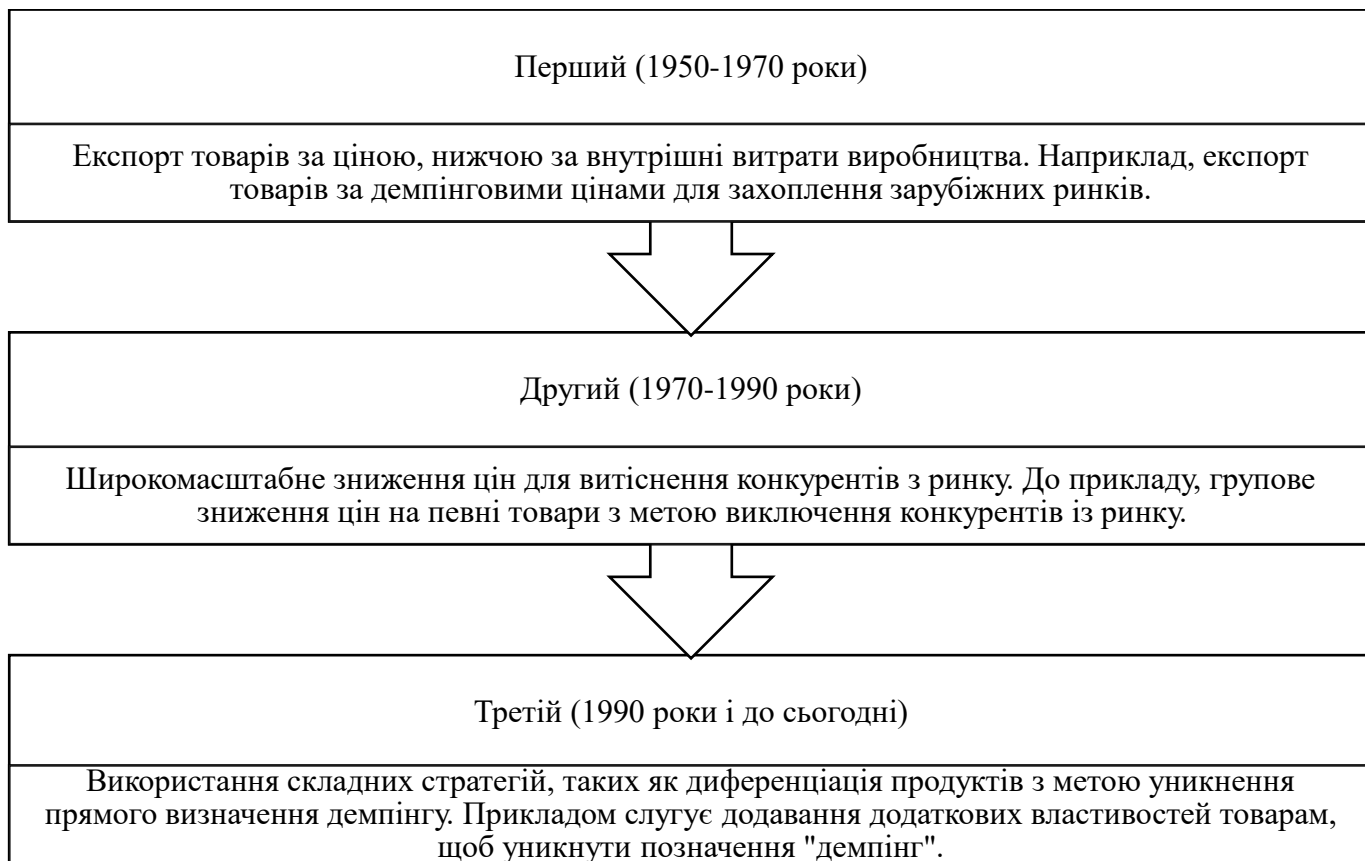 Перший (1950-1970 роки)
Експорт товарів за ціною, нижчою за внутрішні витрати виробництва. Наприклад, експорт
товарів за демпінговими цінами для захоплення зарубіжних ринків.
Другий (1970-1990 роки)
Широкомасштабне зниження цін для витіснення конкурентів з ринку. До прикладу, групове
зниження цін на певні товари з метою виключення конкурентів із ринку.
Третій (1990 роки і до сьогодні)
Використання складних стратегій, таких як диференціація продуктів з метою уникнення
прямого визначення демпінгу. Прикладом слугує додавання додаткових властивостей товарам,
щоб уникнути позначення "демпінг".